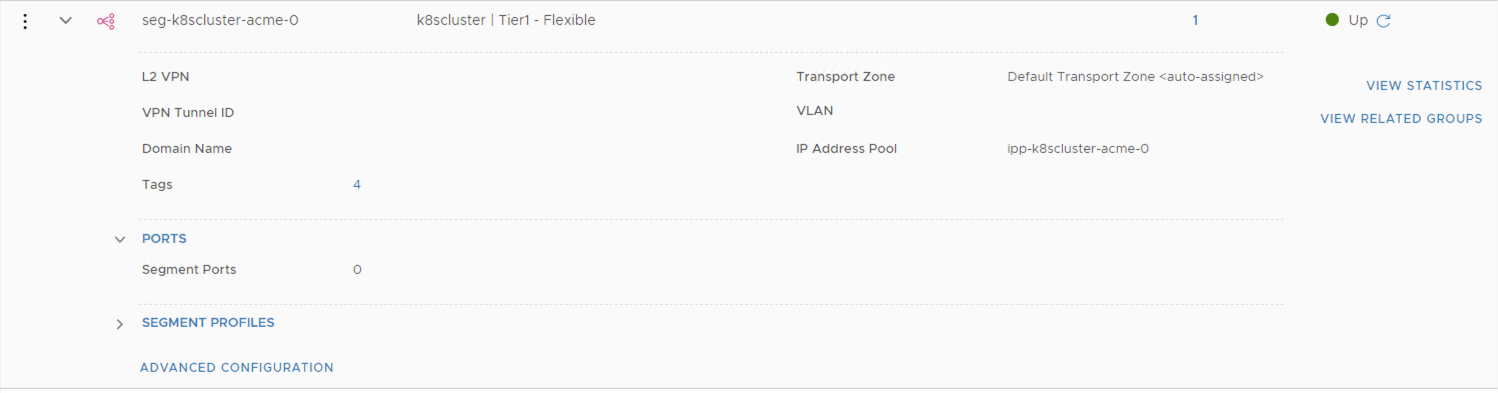 seg-k8scluster-acme-0 k8scluster | Tier1 - Flexible 1 Up
L2 VPN Transport Zone Default Transport Zone <auto-assigned>
VIEW STATISTICS
VPN Tunnel ID VLAN
VIEW RELATED GROUPS
Domain Name IP Address Pool ipp-k8scluster-acme-0
Tags 4
PORTS
Segment Ports 0
SEGMENT PROFILES
ADVANCED CONFIGURATION